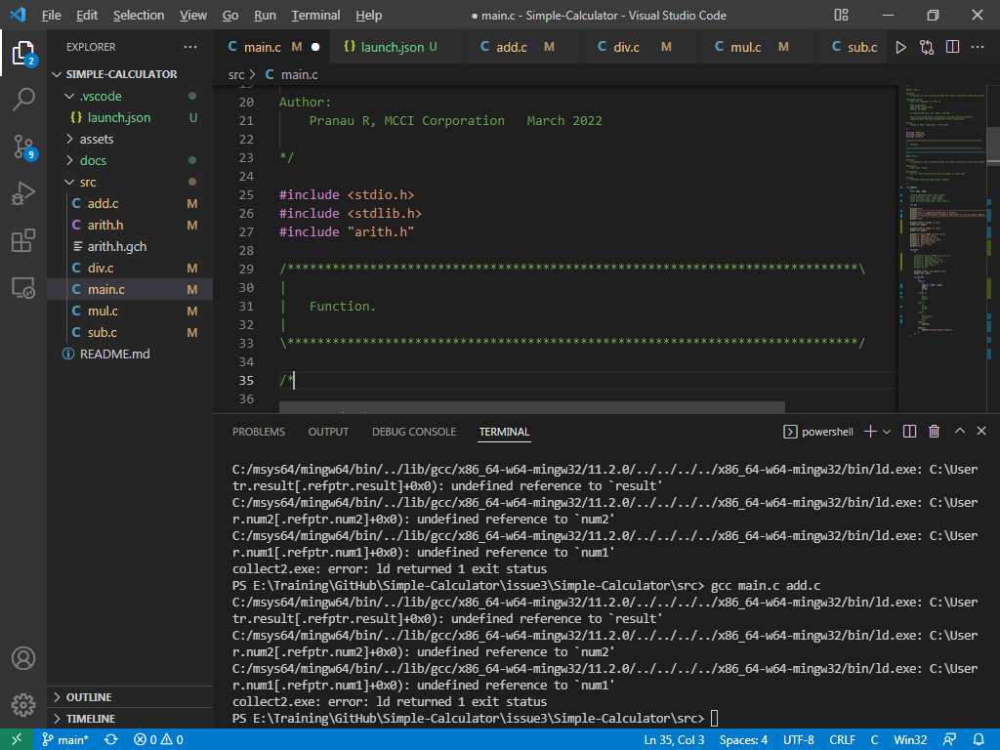 File Edit Selection View Go Run Terminal Help
● main.c - Simple-Calculator - Visual Studio Code
EXPLORER
SIMPLE-CALCULATOR
.vscode
{} launch.json U
assets
docs
src
C add.c M
C arith.h M
arith.h.gch
C div.c M
C main.c M
C mul.c M
C sub.c M
README.md
OUTLINE
TIMELINE
2
9
C main.c M ● {} launch.json U C add.c M C div.c M C mul.c M C sub.c
src > C main.c
19
20 Author:
21 Pranau R, MCCI Corporation March 2022
22
23 */
24
25 #include <stdio.h>
26 #include <stdlib.h>
27 #include "arith.h"
28
29 /****************************************************************************\
30 |
31 | Function.
32 |
33 \****************************************************************************/
34
35 /*
36
PROBLEMS OUTPUT DEBUG CONSOLE TERMINAL powershell
C:/msys64/mingw64/bin/../lib/gcc/x86_64-w64-mingw32/11.2.0/../../../../x86_64-w64-mingw32/bin/ld.exe: C:\User
tr.result[.refptr.result]+0x0): undefined reference to `result'
C:/msys64/mingw64/bin/../lib/gcc/x86_64-w64-mingw32/11.2.0/../../../../x86_64-w64-mingw32/bin/ld.exe: C:\User
r.num2[.refptr.num2]+0x0): undefined reference to `num2'
C:/msys64/mingw64/bin/../lib/gcc/x86_64-w64-mingw32/11.2.0/../../../../x86_64-w64-mingw32/bin/ld.exe: C:\User
r.num1[.refptr.num1]+0x0): undefined reference to `num1'
collect2.exe: error: ld returned 1 exit status
PS E:\Training\GitHub\Simple-Calculator\issue3\Simple-Calculator\src> gcc main.c add.c
C:/msys64/mingw64/bin/../lib/gcc/x86_64-w64-mingw32/11.2.0/../../../../x86_64-w64-mingw32/bin/ld.exe: C:\User
tr.result[.refptr.result]+0x0): undefined reference to `result'
C:/msys64/mingw64/bin/../lib/gcc/x86_64-w64-mingw32/11.2.0/../../../../x86_64-w64-mingw32/bin/ld.exe: C:\User
r.num2[.refptr.num2]+0x0): undefined reference to `num2'
C:/msys64/mingw64/bin/../lib/gcc/x86_64-w64-mingw32/11.2.0/../../../../x86_64-w64-mingw32/bin/ld.exe: C:\User
r.num1[.refptr.num1]+0x0): undefined reference to `num1'
collect2.exe: error: ld returned 1 exit status
PS E:\Training\GitHub\Simple-Calculator\issue3\Simple-Calculator\src>
main* 0 0 Ln 35, Col 3 Spaces: 4 UTF-8 CRLF C Win32